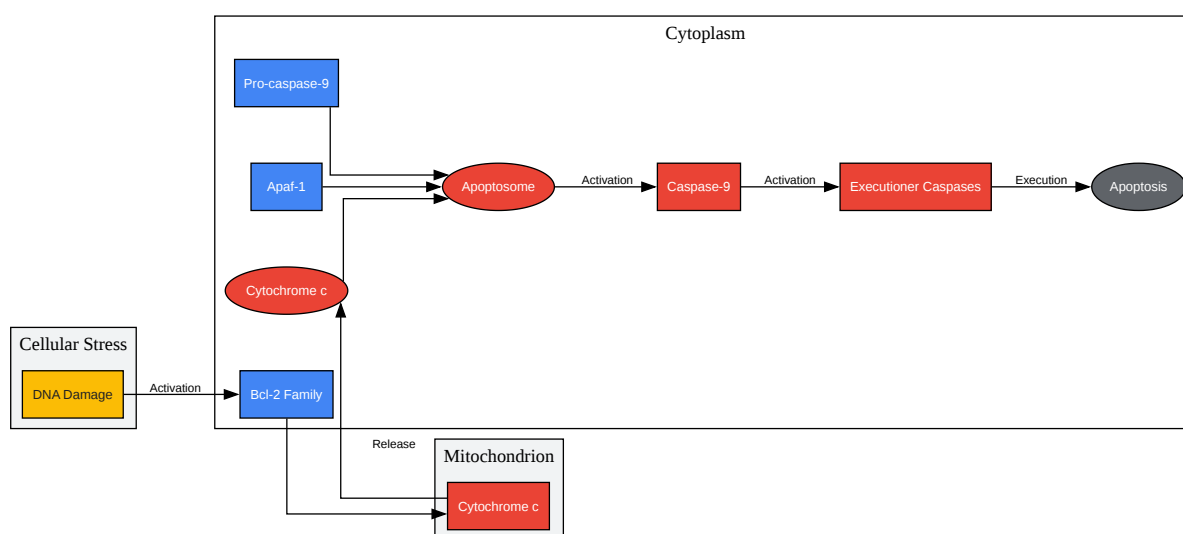 Cytoplasm
Pro-caspase-9
Apaf-1
Apoptosome
Activation
Caspase-9
Activation
Executioner Caspases
Execution
Apoptosis
Cytochrome c
Cellular Stress
DNA Damage
Activation
Bcl-2 Family
Release
Mitochondrion
Cytochrome c